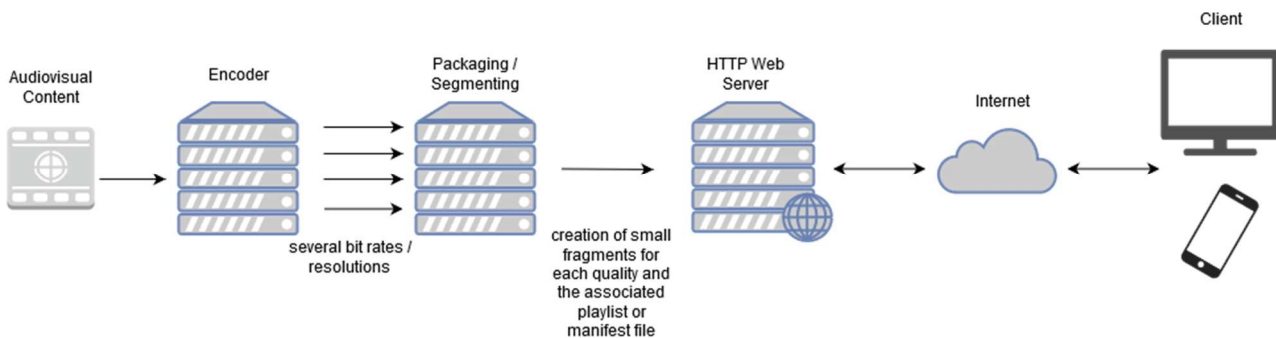 Audiovisual
Content
Encoder
several bit rates /
resolutions
Packaging /
Segmenting
creation of small
fragments for
each quality and
the associated
playlist or
manifest file
HTTP Web
Server
Internet
Client